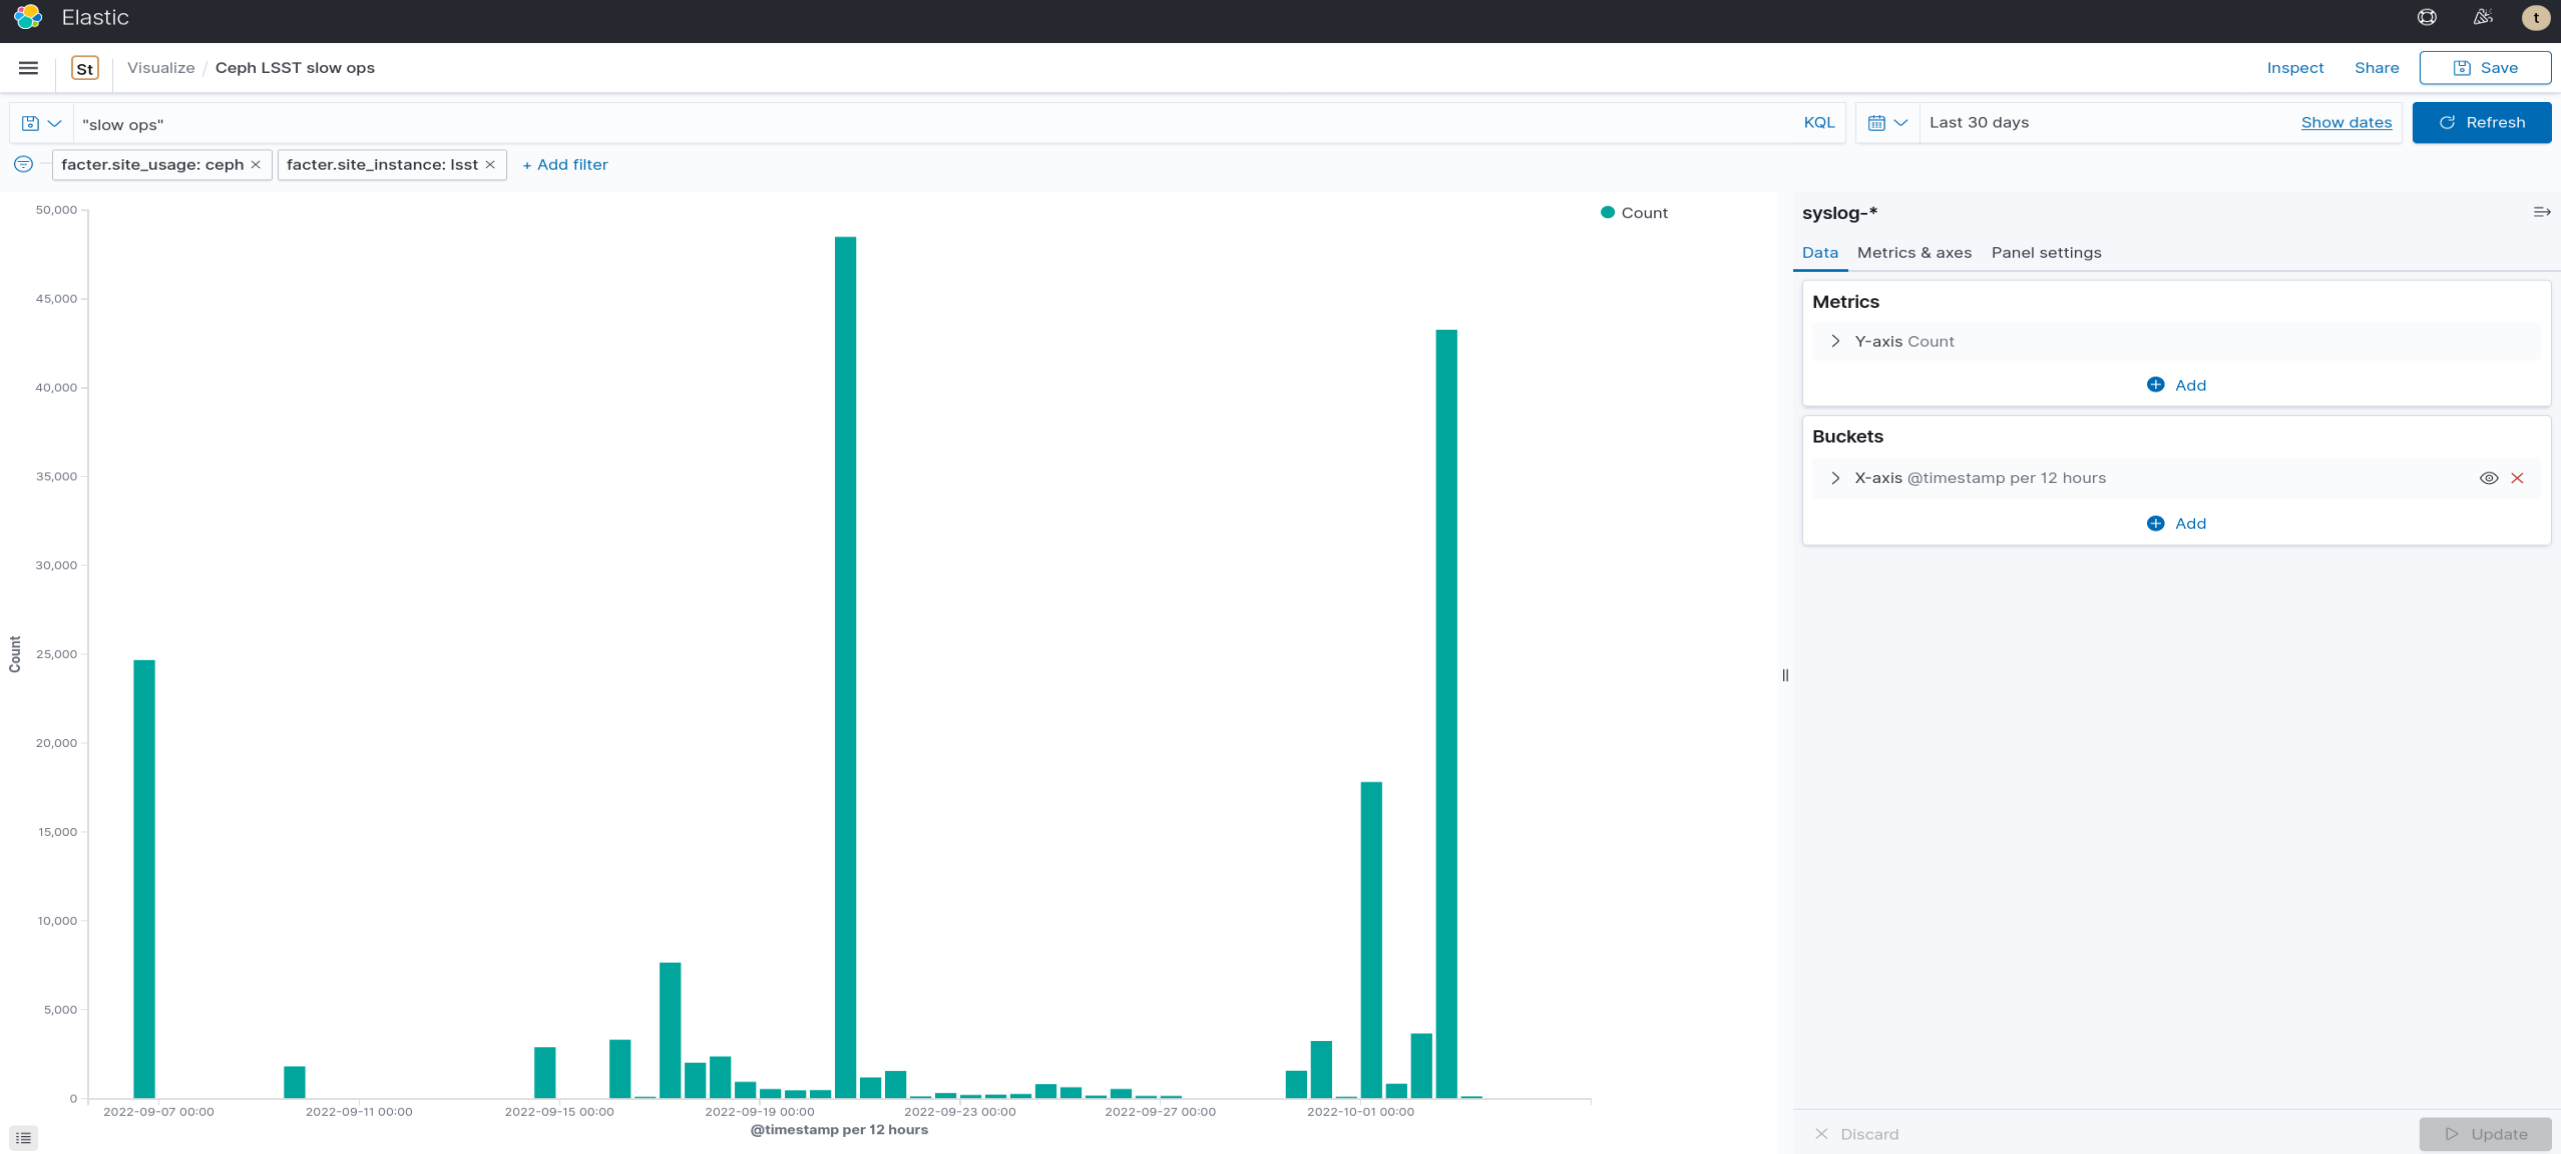 Elastic
t
St Visualize / Ceph LSST slow ops Inspect Share Save
"slow ops" KQL Last 30 days Show dates Refresh
facter.site_usage: ceph × facter.site_instance: lsst × + Add filter
Count
syslog-*
Data Metrics & axes Panel settings
Metrics
Y-axis Count
Add
Buckets
X-axis @timestamp per 12 hours
Add
50,000
45,000
40,000
35,000
30,000
25,000
20,000
15,000
10,000
5,000
0
Count
2022-09-07 00:00 2022-09-11 00:00 2022-09-15 00:00 2022-09-19 00:00 2022-09-23 00:00 2022-09-27 00:00 2022-10-01 00:00
@timestamp per 12 hours
Discard Update